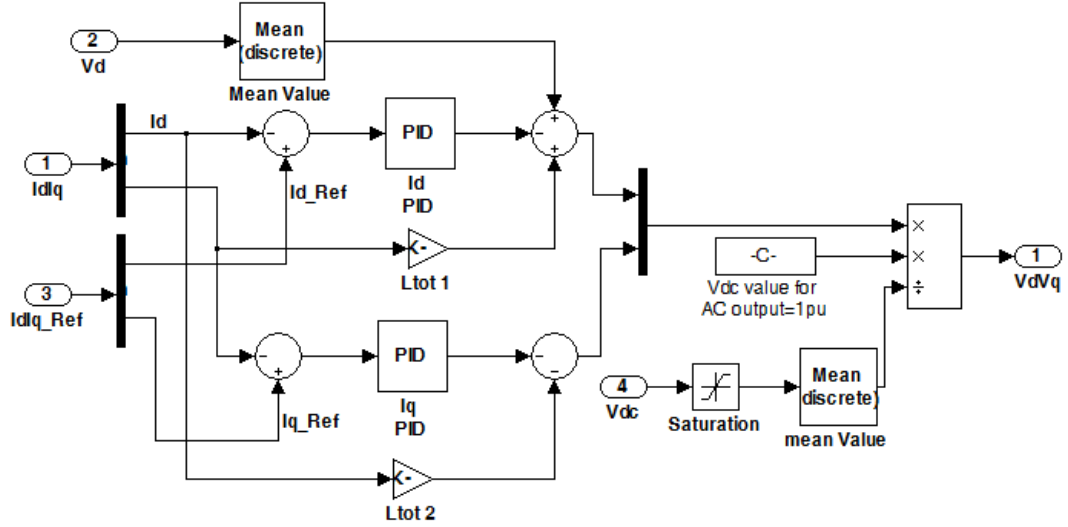 2
Vd
Mean
(discrete)
Mean Value
Id
1
IdIq
PID
Id
PID
Id_Ref
K-
Ltot 1
3
IdIq_Ref
PID
Iq
PID
Iq_Ref
K-
Ltot 2
-C-
Vdc value for
AC output=1pu
4
Vdc
Saturation
Mean
(discrete)
mean Value
1
VdVq